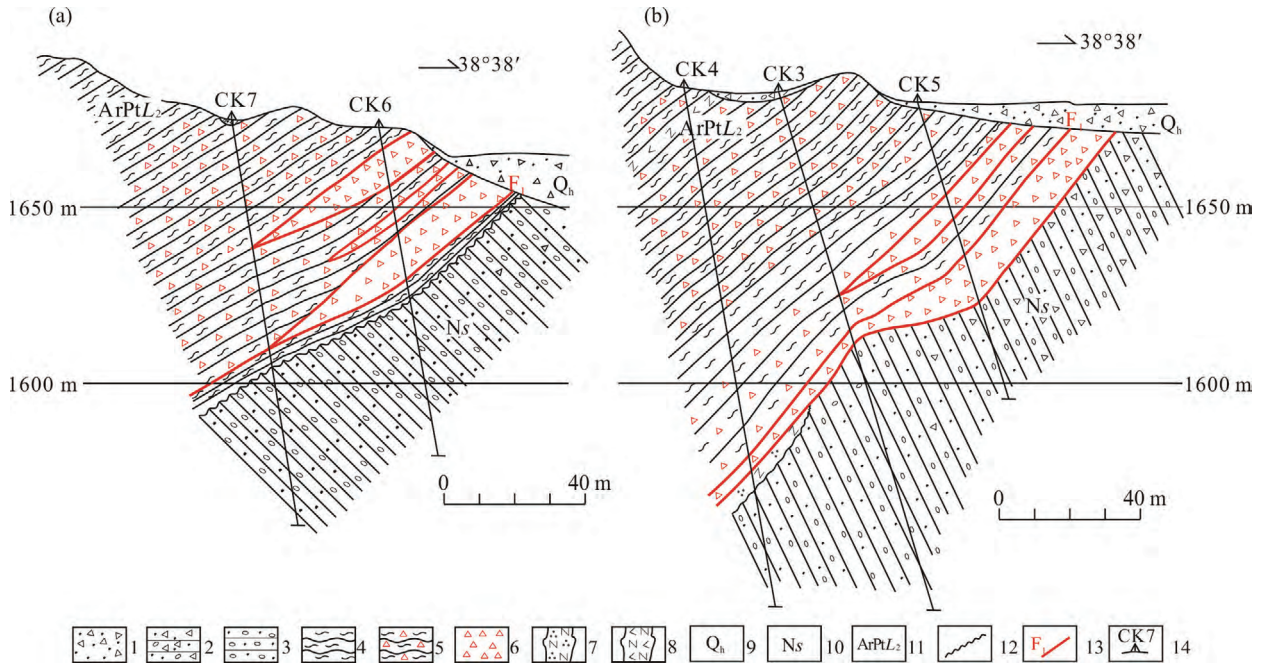 (a)
38°38′
CK7
CK6
ArPtL₂
F₁
Qₕ
1650 m
Ns
1600 m
0 40 m
(b)
38°38′
CK4
CK3
CK5
ArPtL₂
F₁
Qₕ
1650 m
Ns
1600 m
0 40 m
1
2
3
4
5
6
7
8
Qₕ 9
Ns 10
ArPtL₂ 11
12
F₁ 13
CK7 14